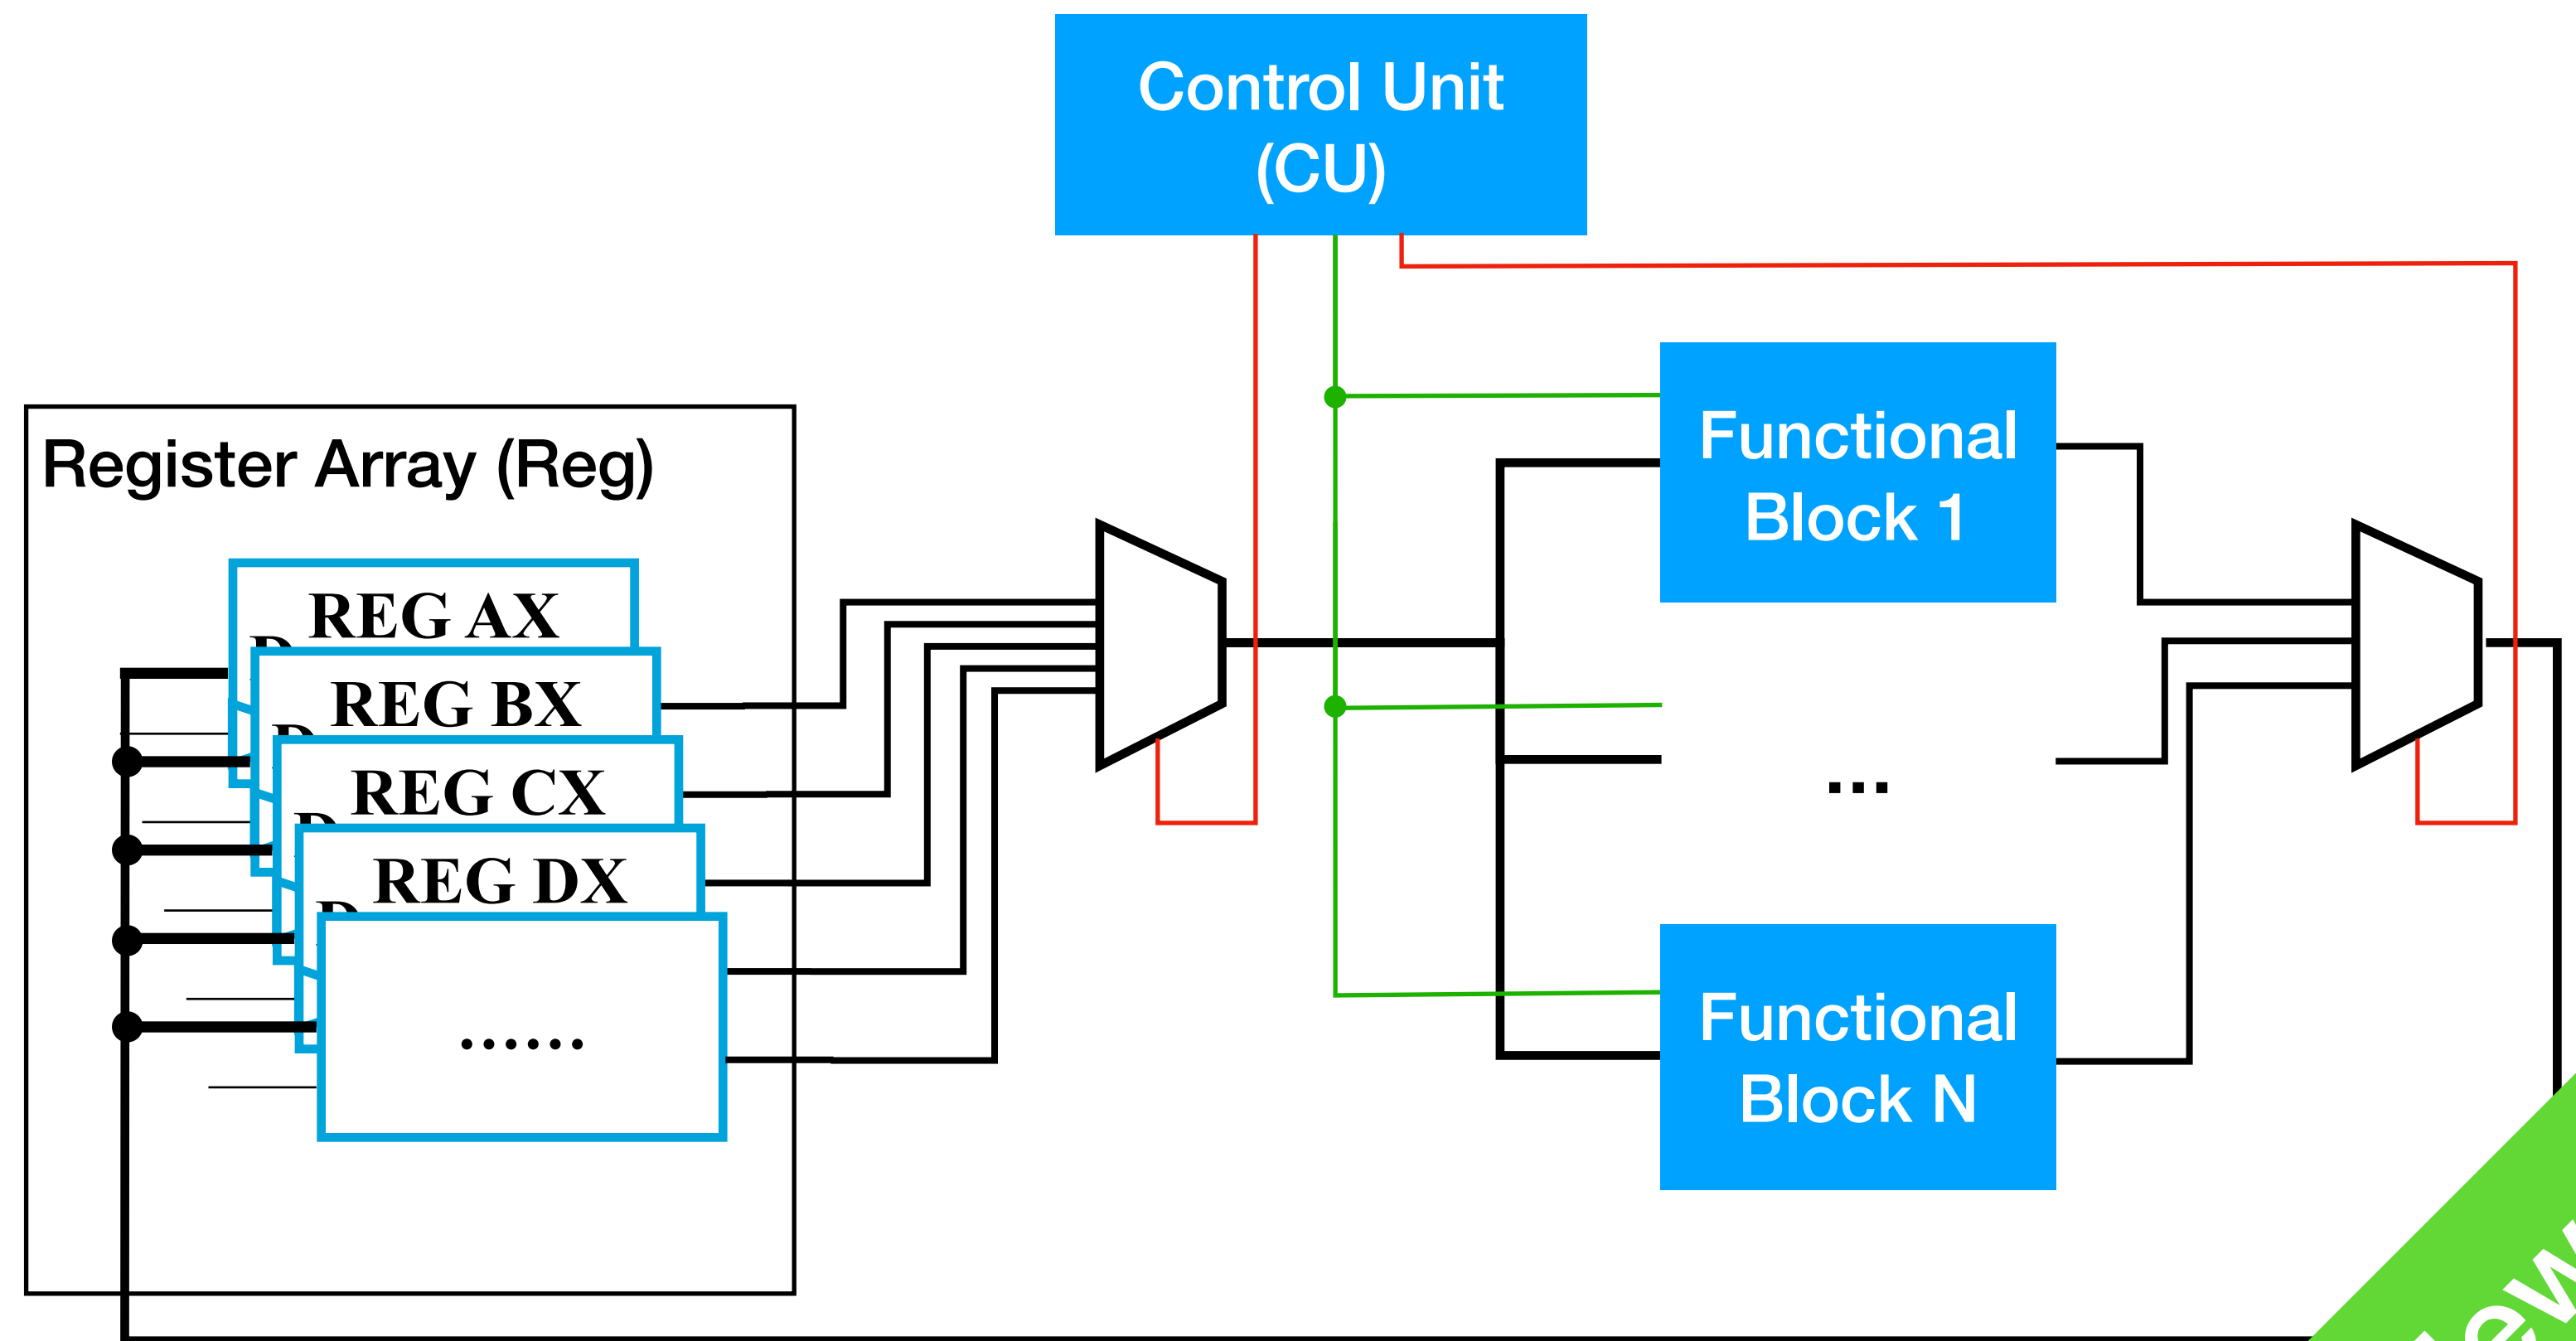 Control Unit
(CU)
Register Array (Reg)
Functional
Block 1
REG AX
REG BX
REG CX
REG DX
......
...
Functional
Block N